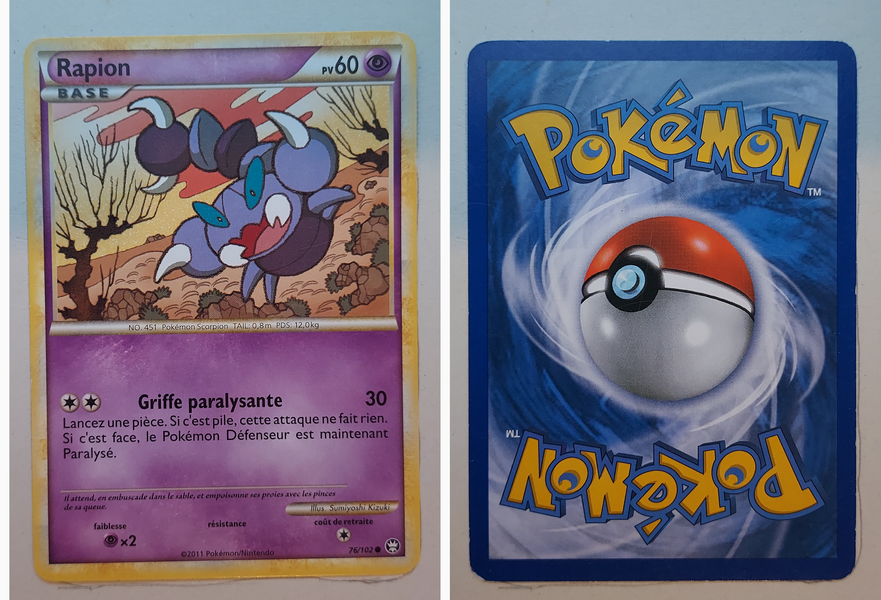 Rapion
PV60
BASE
NO. 451 Pokémon Scorpion TAIL: 0,8m PDS: 12,0kg
Griffe paralysante 30
Lancez une pièce. Si c'est pile, cette attaque ne fait rien.
Si c'est face, le Pokémon Défenseur est maintenant
Paralysé.
Il attend, en embuscade dans le sable, et empoisonne ses proies avec les pinces
de sa queue.
Illus. Sumiyoshi Kizuki
faiblesse résistance coût de retraite
×2
©2011 Pokémon/Nintendo
76/102
POKéMON
TM
TM
POKéMON